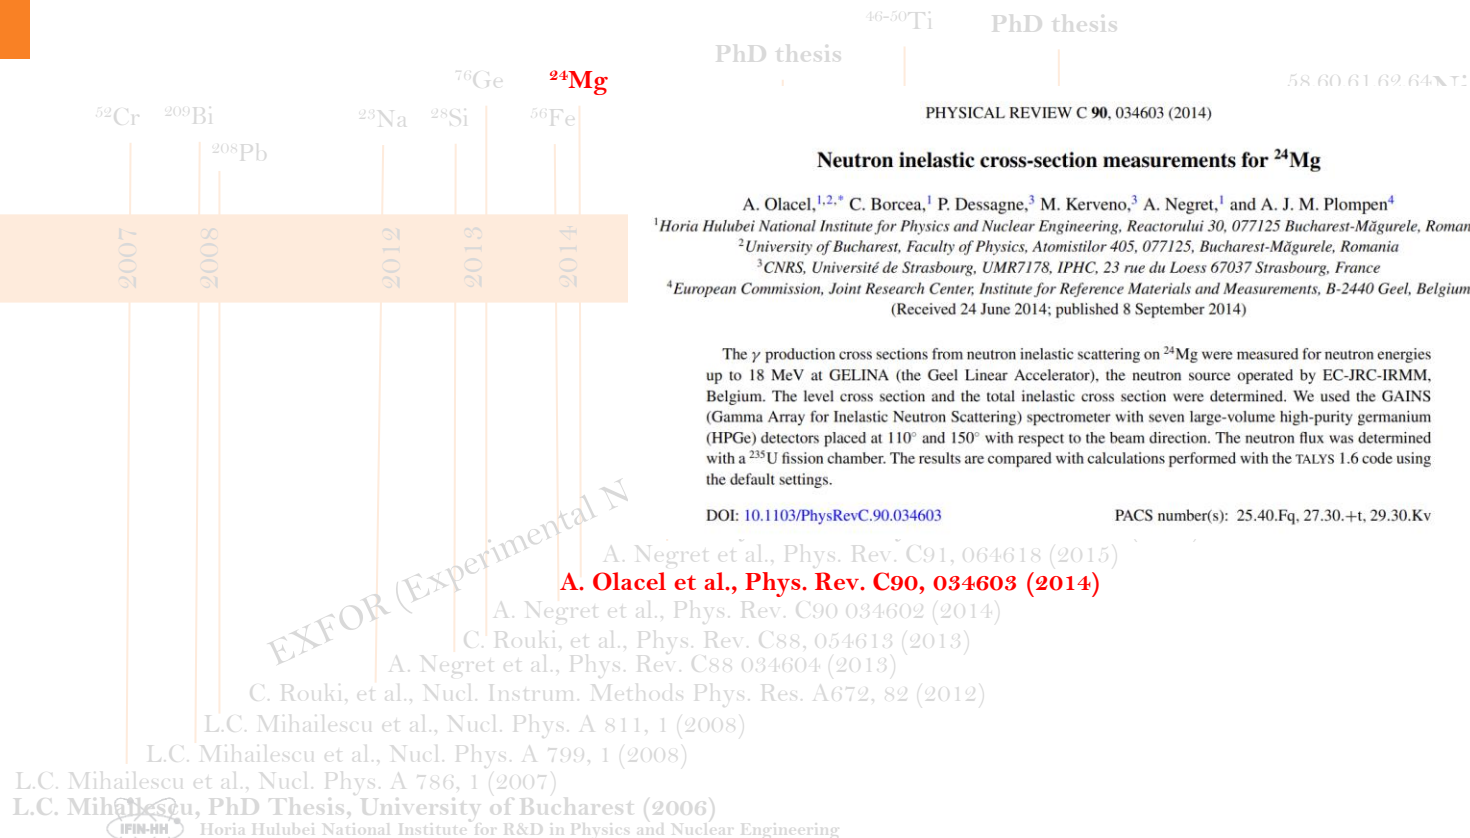 46-50Ti
PhD thesis
PhD thesis
76Ge
24Mg
52Cr
209Bi
23Na
28Si
56Fe
208Pb
58,60,61,62,64Ni
2007
2008
2012
2013
2014
PHYSICAL REVIEW C 90, 034603 (2014)
Neutron inelastic cross-section measurements for 24Mg
A. Olacel,1,2,* C. Borcea,1 P. Dessagne,3 M. Kerveno,3 A. Negret,1 and A. J. M. Plompen4
1Horia Hulubei National Institute for Physics and Nuclear Engineering, Reactorului 30, 077125 Bucharest-Măgurele, Roman
2University of Bucharest, Faculty of Physics, Atomistilor 405, 077125, Bucharest-Măgurele, Romania
3CNRS, Université de Strasbourg, UMR7178, IPHC, 23 rue du Loess 67037 Strasbourg, France
4European Commission, Joint Research Center, Institute for Reference Materials and Measurements, B-2440 Geel, Belgium
(Received 24 June 2014; published 8 September 2014)
The γ production cross sections from neutron inelastic scattering on 24Mg were measured for neutron energies
up to 18 MeV at GELINA (the Geel Linear Accelerator), the neutron source operated by EC-JRC-IRMM,
Belgium. The level cross section and the total inelastic cross section were determined. We used the GAINS
(Gamma Array for Inelastic Neutron Scattering) spectrometer with seven large-volume high-purity germanium
(HPGe) detectors placed at 110° and 150° with respect to the beam direction. The neutron flux was determined
with a 235U fission chamber. The results are compared with calculations performed with the TALYS 1.6 code using
the default settings.
DOI: 10.1103/PhysRevC.90.034603
PACS number(s): 25.40.Fq, 27.30.+t, 29.30.Kv
EXFOR (Experimental N
A. Negret et al., Phys. Rev. C91, 064618 (2015)
A. Olacel et al., Phys. Rev. C90, 034603 (2014)
A. Negret et al., Phys. Rev. C90 034602 (2014)
C. Rouki, et al., Phys. Rev. C88, 054613 (2013)
A. Negret et al., Phys. Rev. C88 034604 (2013)
C. Rouki, et al., Nucl. Instrum. Methods Phys. Res. A672, 82 (2012)
L.C. Mihailescu et al., Nucl. Phys. A 811, 1 (2008)
L.C. Mihailescu et al., Nucl. Phys. A 799, 1 (2008)
L.C. Mihailescu et al., Nucl. Phys. A 786, 1 (2007)
L.C. Mihailescu, PhD Thesis, University of Bucharest (2006)
IFIN-HH
Horia Hulubei National Institute for R&D in Physics and Nuclear Engineering